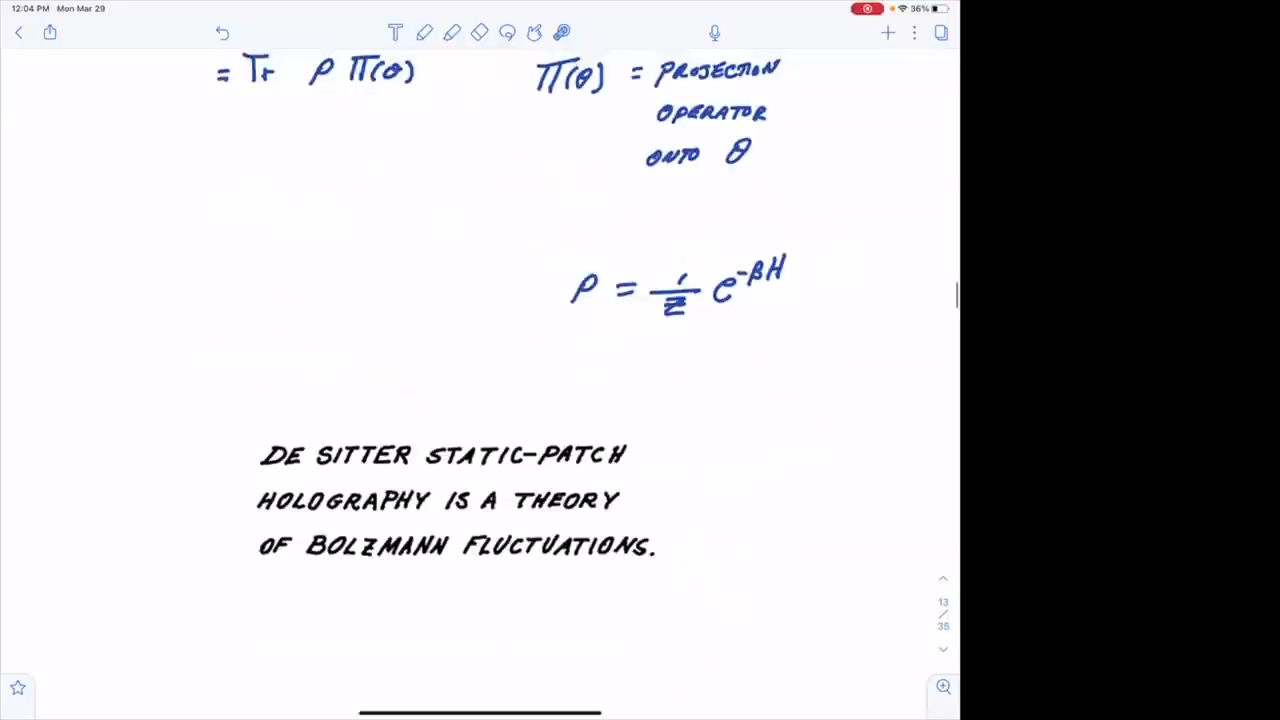 12:04 PM Mon Mar 29
36%
= Tr ρ Π(θ) Π(θ) = PROJECTION
OPERATOR
ONTO θ
ρ = 1/Z e^-βH
DE SITTER STATIC-PATCH
HOLOGRAPHY IS A THEORY
OF BOLZMANN FLUCTUATIONS.
13
/
35